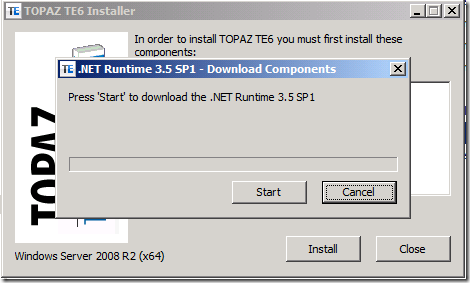 TE TOPAZ TE6 Installer
In order to install TOPAZ TE6 you must first install these
components:
TE .NET Runtime 3.5 SP1 - Download Components
Press 'Start' to download the .NET Runtime 3.5 SP1
Start
Cancel
TOPAZ
Windows Server 2008 R2 (x64)
Install
Close